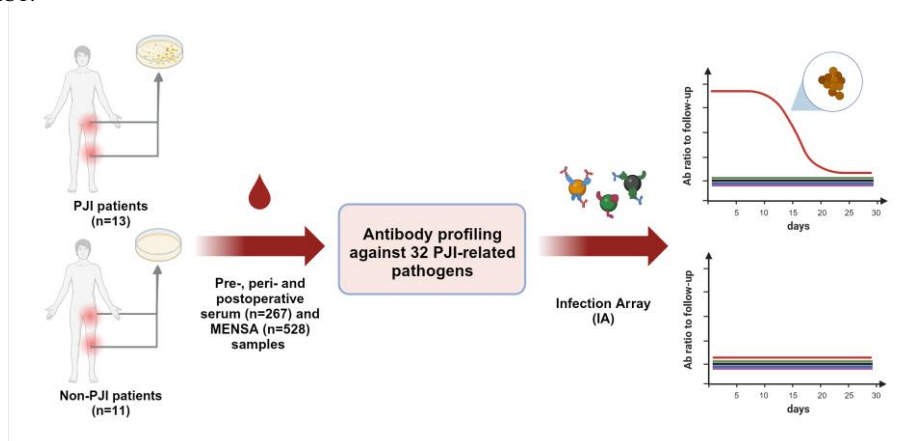 PJI patients
(n=13)
Non-PJI patients
(n=11)
Pre-, peri- and
postoperative
serum (n=267) and
MENSA (n=528)
samples
Antibody profiling
against 32 PJI-related
pathogens
Infection Array
(IA)
Ab ratio to follow-up
5 10 15 20 25 30
days
Ab ratio to follow-up
5 10 15 20 25 30
days